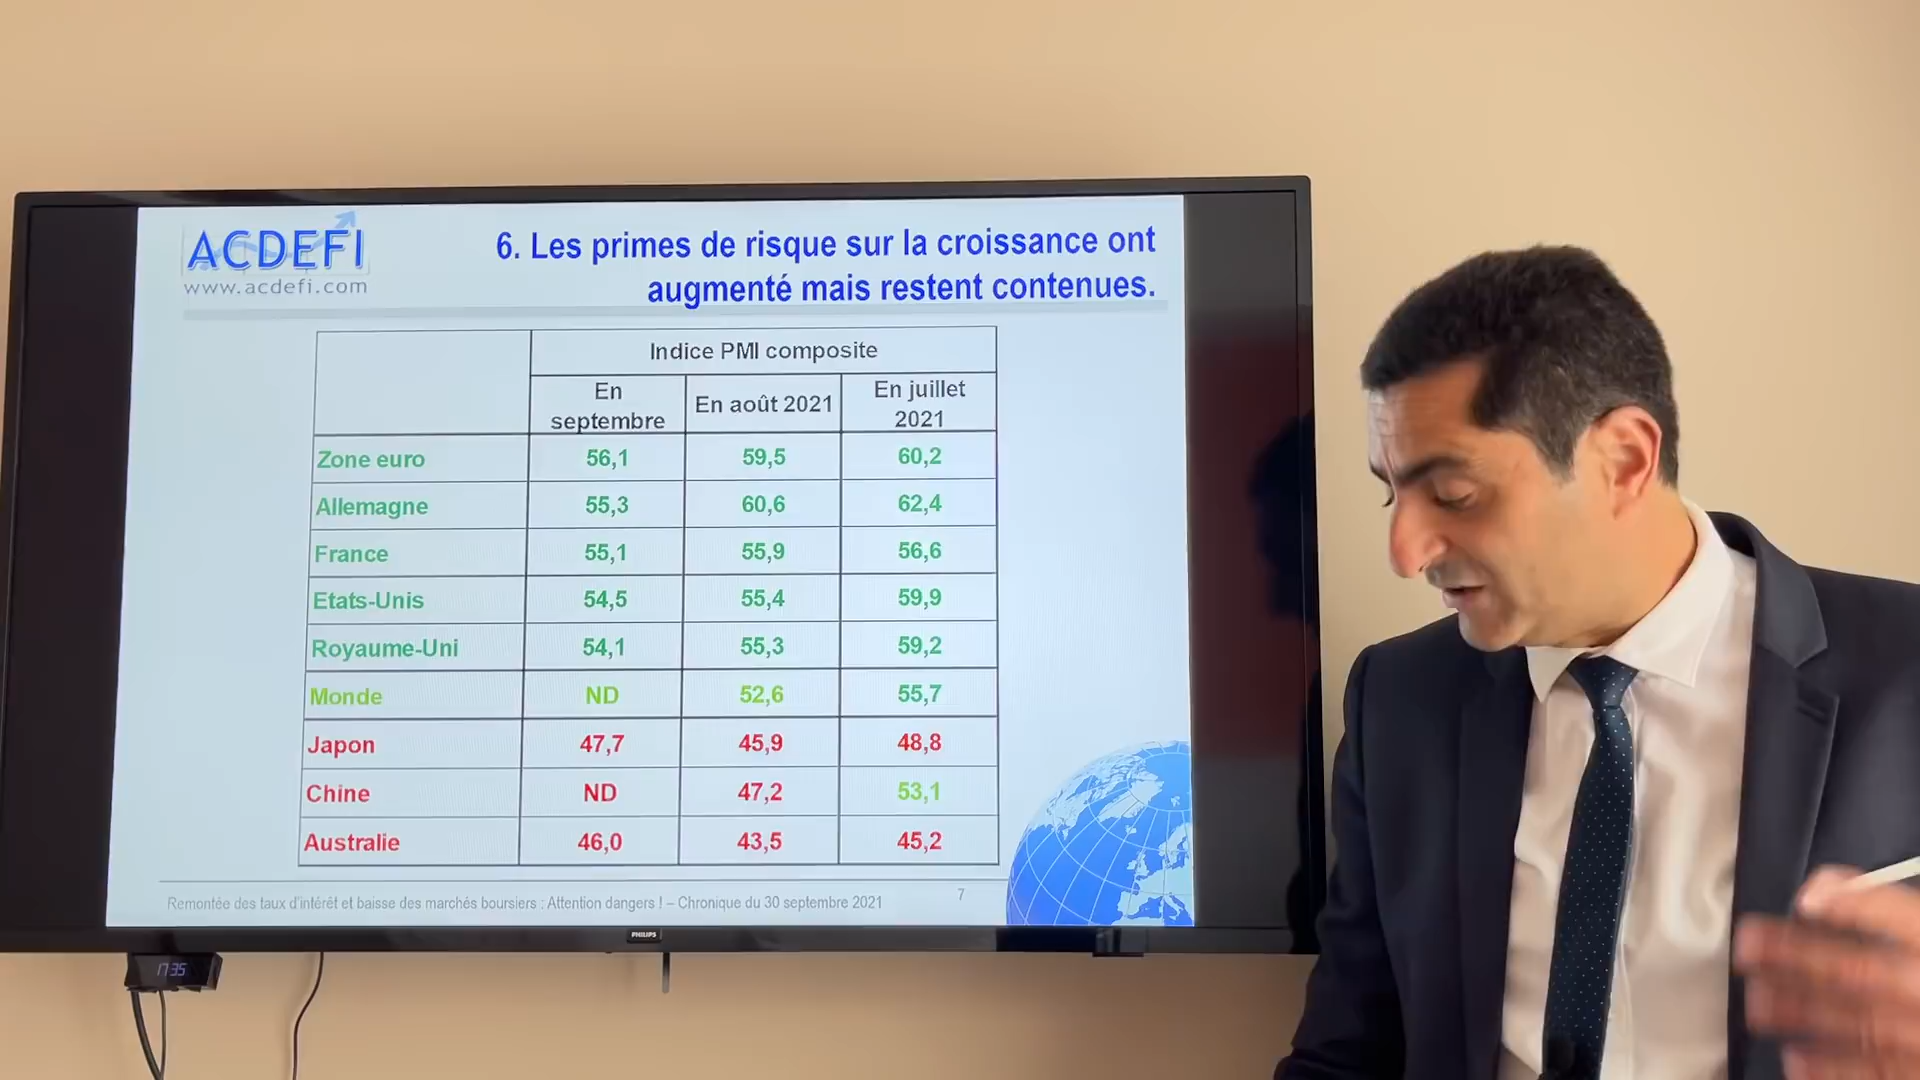 ACDEFI
www.acdefi.com
6. Les primes de risque sur la croissance ont
augmenté mais restent contenues.
Indice PMI composite
En
septembre
En août 2021
En juillet
2021
Zone euro 56,1 59,5 60,2
Allemagne 55,3 60,6 62,4
France 55,1 55,9 56,6
Etats-Unis 54,5 55,4 59,9
Royaume-Uni 54,1 55,3 59,2
Monde ND 52,6 55,7
Japon 47,7 45,9 48,8
Chine ND 47,2 53,1
Australie 46,0 43,5 45,2
Remontée des taux d'intérêt et baisse des marchés boursiers : Attention dangers ! – Chronique du 30 septembre 2021
7
PHILIPS
17:35